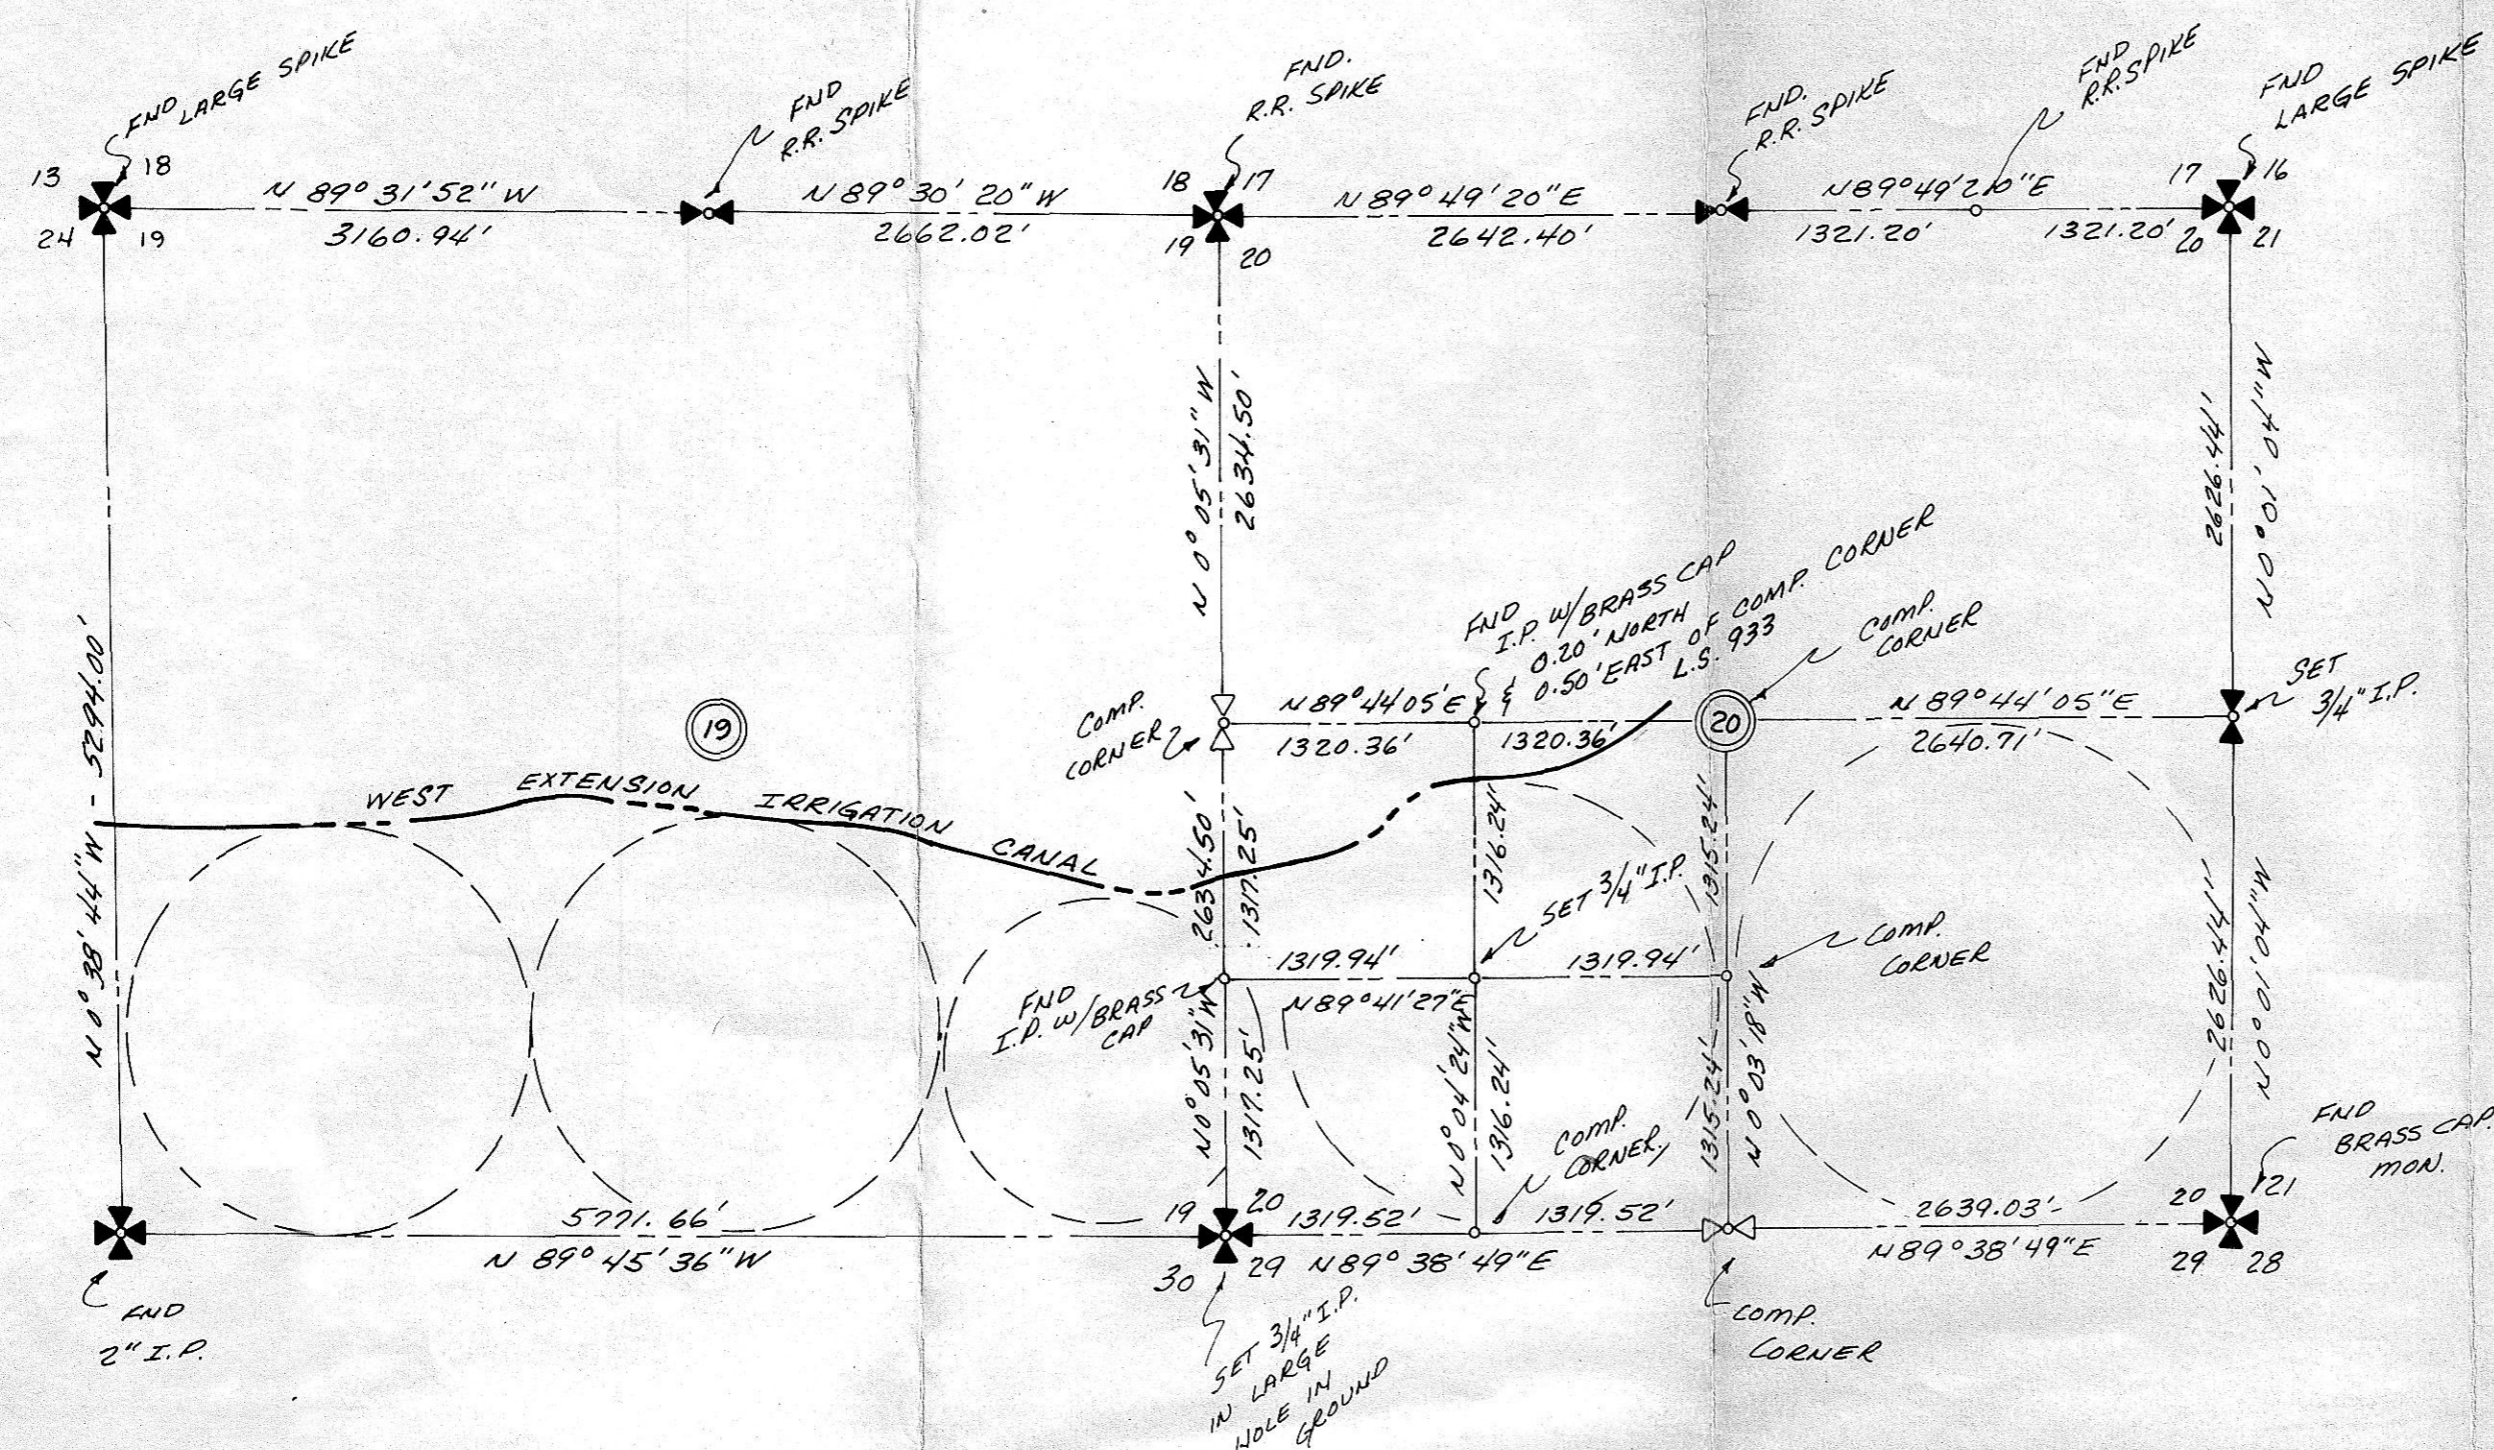 FND LARGE SPIKE
FND
R.R. SPIKE
FND.
R.R. SPIKE
FND.
R.R. SPIKE
FND
R.R. SPIKE
FND
LARGE SPIKE
13 18
24 19
N 89° 31' 52" W
3160.94'
N 89° 30' 20" W
2662.02'
18 17
19 20
N 89° 49' 20" E
2642.40'
N 89° 49' 20" E
1321.20'
1321.20'
17 16
20 21
N 0° 05' 31" W
2634.50'
2626.44'
N 0° 01' 04" W
FND
I.P. W/BRASS CAP
0.20' NORTH
& 0.50' EAST OF COMP. CORNER
L.S. 933
COMP.
CORNER
SET
3/4" I.P.
COMP.
CORNER
N 89° 44 05' E
1320.36'
1320.36'
20
N 89° 44' 05" E
2640.71'
19
N 0° 38' 44" W - 5294.00'
WEST EXTENSION IRRIGATION CANAL
2634.50'
1317.25'
1316.24'
1315.24'
SET 3/4" I.P.
COMP.
CORNER
FND
I.P. W/BRASS
CAP
1319.94'
1319.94'
N 89° 41' 27" E
N 0° 05' 31" W
1317.25'
N 0° 04' 24" W
1316.24'
1315.24'
N 0° 03' 18" W
2626.44'
N 0° 01' 04" W
COMP.
CORNER
FND
BRASS CAP.
MON.
5771.66'
N 89° 45' 36" W
19 20
30 29
1319.52'
1319.52'
N 89° 38' 49" E
2639.03'
N 89° 38' 49" E
20 21
29 28
FND
2" I.P.
SET 3/4" I.P.
IN LARGE
HOLE IN
GROUND
COMP.
CORNER